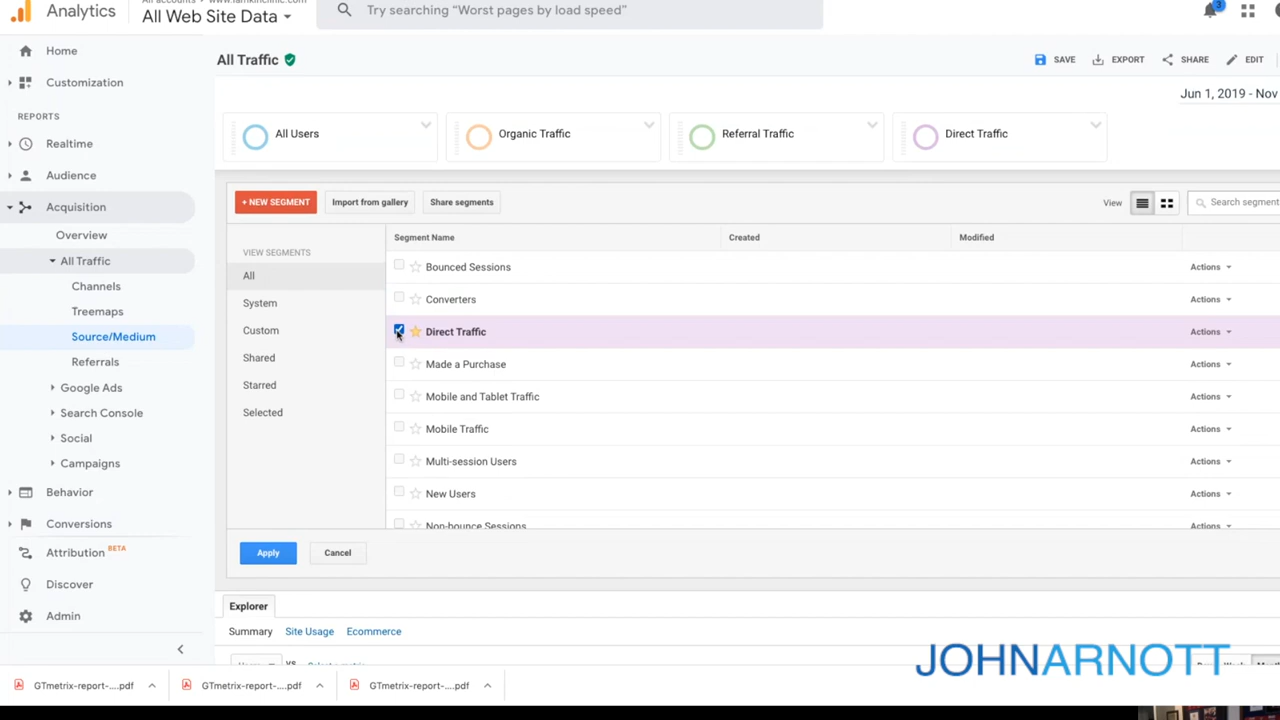 Analytics
All Web Site Data
Try searching “Worst pages by load speed”
3
Home
Customization
REPORTS
Realtime
Audience
Acquisition
Overview
All Traffic
Channels
Treemaps
Source/Medium
Referrals
Google Ads
Search Console
Social
Campaigns
Behavior
Conversions
Attribution BETA
Discover
Admin
All Traffic
SAVE
EXPORT
SHARE
EDIT
Jun 1, 2019 - Nov
All Users
Organic Traffic
Referral Traffic
Direct Traffic
+ NEW SEGMENT
Import from gallery
Share segments
View
Search segment
VIEW SEGMENTS
All
System
Custom
Shared
Starred
Selected
Segment Name Created Modified
Bounced Sessions Actions
Converters Actions
Direct Traffic Actions
Made a Purchase Actions
Mobile and Tablet Traffic Actions
Mobile Traffic Actions
Multi-session Users Actions
New Users Actions
Non-bounce Sessions Actions
Apply
Cancel
Explorer
Summary Site Usage Ecommerce
vs
JOHNARNOTT
GTmetrix-report-....pdf
GTmetrix-report-....pdf
GTmetrix-report-....pdf